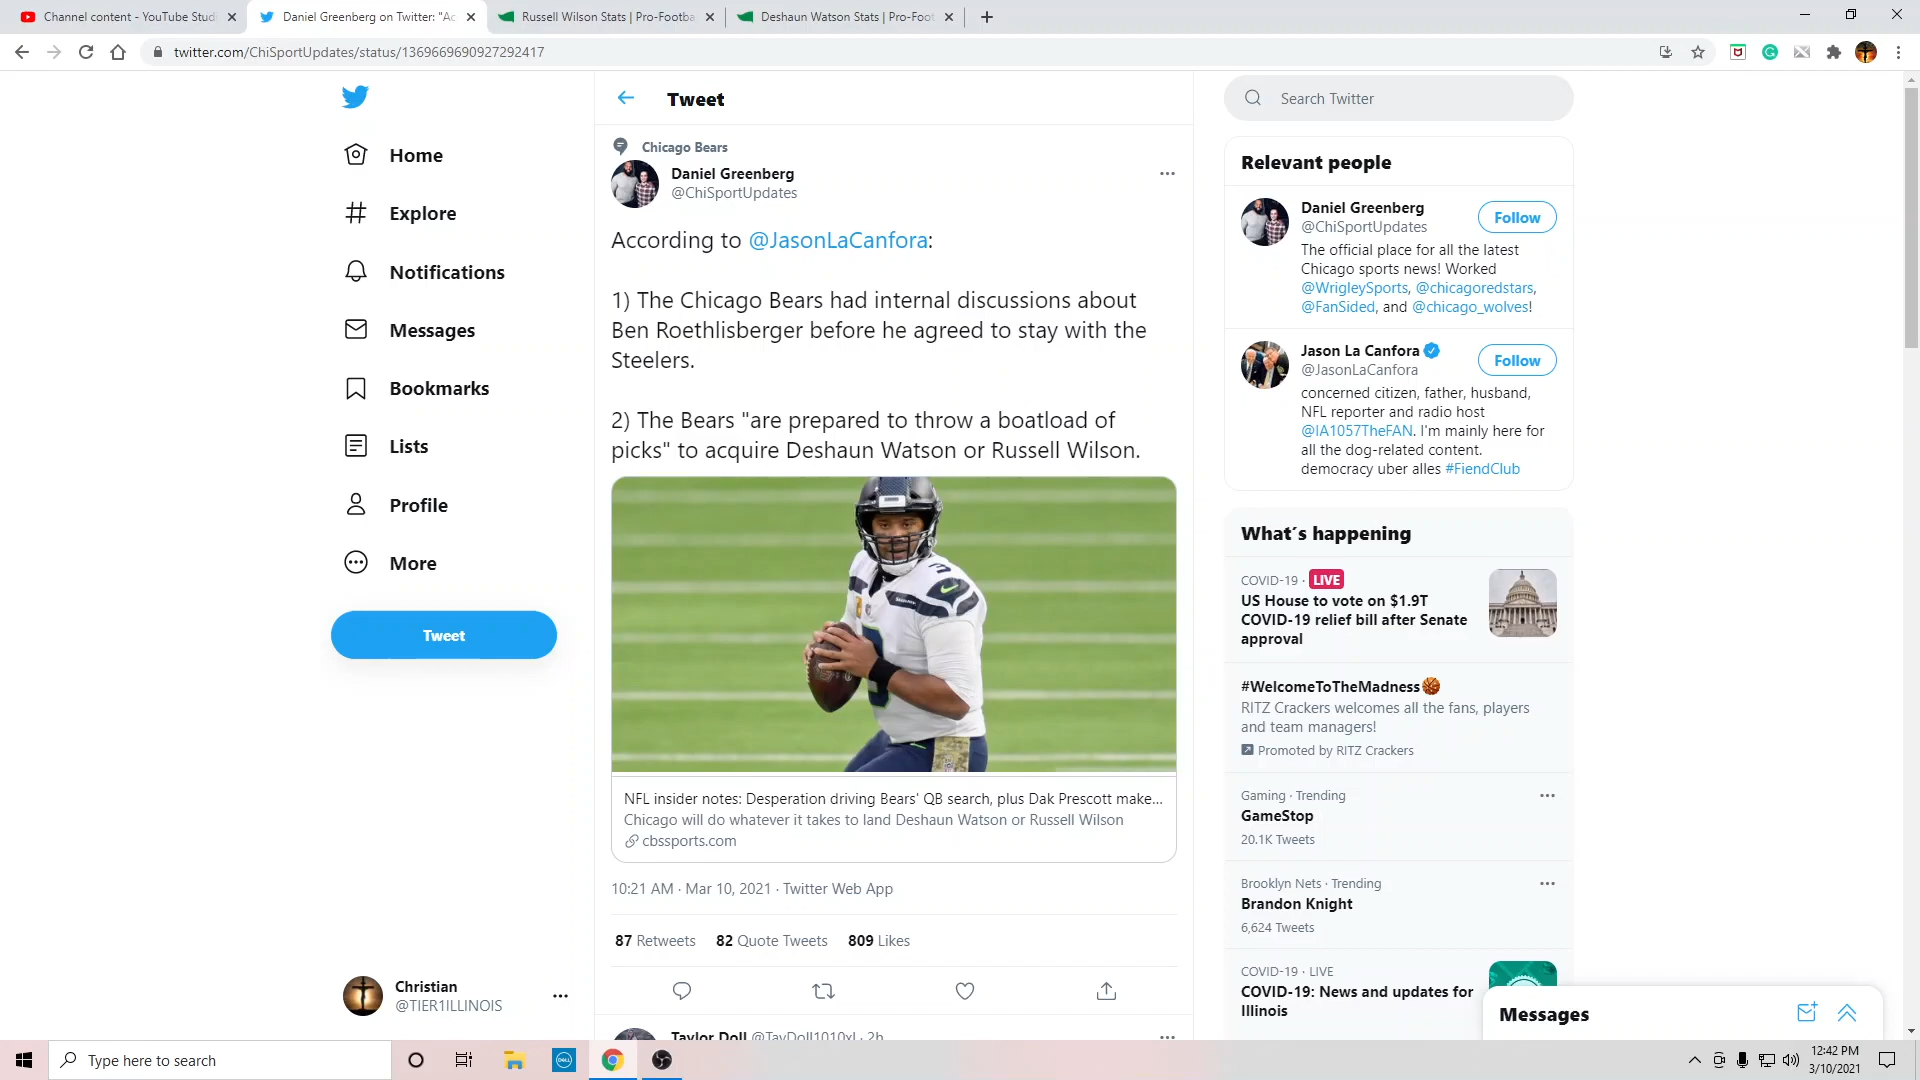 Channel content - YouTube Stud
Daniel Greenberg on Twitter: "Ac
Russell Wilson Stats | Pro-Footba
Deshaun Watson Stats | Pro-Foot
twitter.com/ChiSportUpdates/status/1369669690927292417
Home
Explore
Notifications
Messages
Bookmarks
Lists
Profile
More
Tweet
Christian
@TIER1ILLINOIS
Tweet
Chicago Bears
Daniel Greenberg
@ChiSportUpdates
According to @JasonLaCanfora:
1) The Chicago Bears had internal discussions about
Ben Roethlisberger before he agreed to stay with the
Steelers.
2) The Bears "are prepared to throw a boatload of
picks" to acquire Deshaun Watson or Russell Wilson.
3
NFL insider notes: Desperation driving Bears' QB search, plus Dak Prescott make...
Chicago will do whatever it takes to land Deshaun Watson or Russell Wilson
cbssports.com
10:21 AM · Mar 10, 2021 · Twitter Web App
87 Retweets 82 Quote Tweets 809 Likes
Taylor Doll @TayDoll1010xl · 2h
Search Twitter
Relevant people
Daniel Greenberg
@ChiSportUpdates
Follow
The official place for all the latest
Chicago sports news! Worked
@WrigleySports, @chicagoredstars,
@FanSided, and @chicago_wolves!
Jason La Canfora
@JasonLaCanfora
Follow
concerned citizen, father, husband,
NFL reporter and radio host
@IA1057TheFAN. I'm mainly here for
all the dog-related content.
democracy uber alles #FiendClub
What's happening
COVID-19 · LIVE
US House to vote on $1.9T
COVID-19 relief bill after Senate
approval
#WelcomeToTheMadness
RITZ Crackers welcomes all the fans, players
and team managers!
Promoted by RITZ Crackers
Gaming · Trending
GameStop
20.1K Tweets
Brooklyn Nets · Trending
Brandon Knight
6,624 Tweets
COVID-19 · LIVE
COVID-19: News and updates for
Illinois
Messages
Type here to search
DELL
12:42 PM
3/10/2021